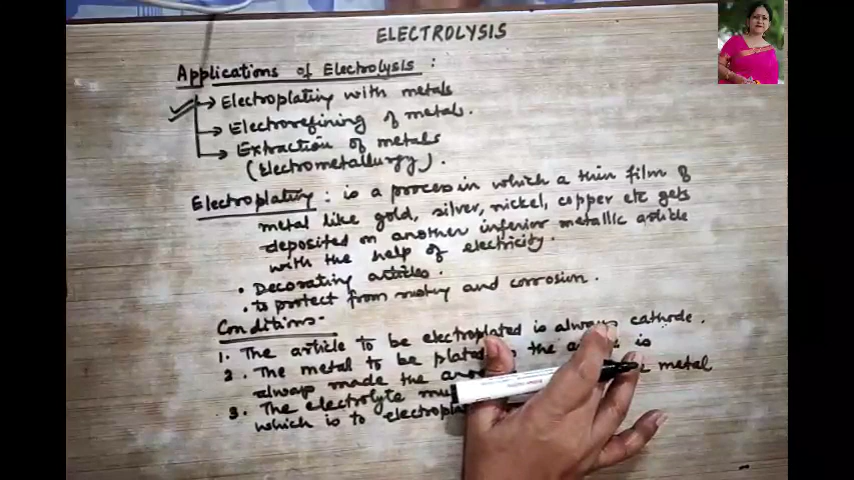 ELECTROLYSIS
Applications of Electrolysis :
Electroplating with metals
Electrorefining of metals.
Extraction of metals
(Electrometallurgy).
Electroplating : is a process in which a thin film of
metal like gold, silver, nickel, copper etc gets
deposited on another inferior metallic article
with the help of electricity.
• Decorating articles.
• to protect from rusting and corrosion.
Conditions-
1. The article to be electroplated is always cathode.
2. The metal to be plated the is
always made the
3. The electrolyte metal
which is to